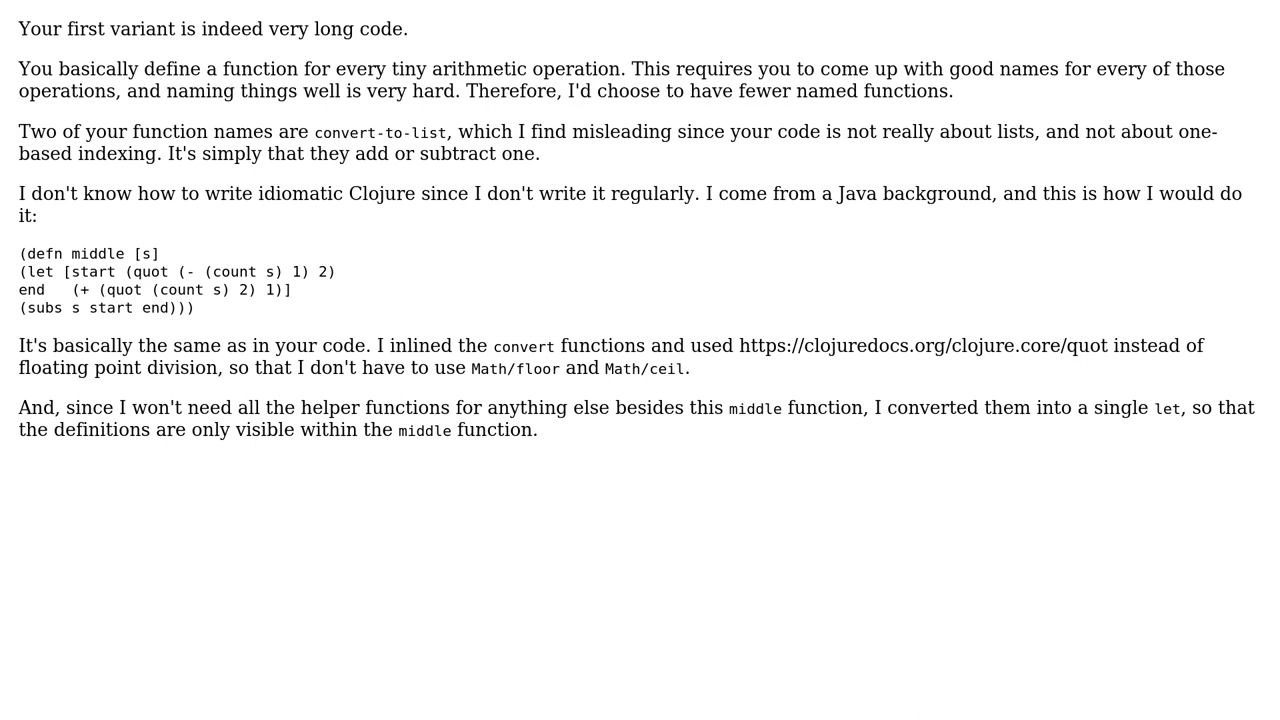 Your first variant is indeed very long code.
You basically define a function for every tiny arithmetic operation. This requires you to come up with good names for every of those
operations, and naming things well is very hard. Therefore, I'd choose to have fewer named functions.
Two of your function names are convert-to-list, which I find misleading since your code is not really about lists, and not about one-
based indexing. It's simply that they add or subtract one.
I don't know how to write idiomatic Clojure since I don't write it regularly. I come from a Java background, and this is how I would do
it:
(defn middle [s]
(let [start (quot (- (count s) 1) 2)
end   (+ (quot (count s) 2) 1)]
(subs s start end)))
It's basically the same as in your code. I inlined the convert functions and used https://clojuredocs.org/clojure.core/quot instead of
floating point division, so that I don't have to use Math/floor and Math/ceil.
And, since I won't need all the helper functions for anything else besides this middle function, I converted them into a single let, so that
the definitions are only visible within the middle function.